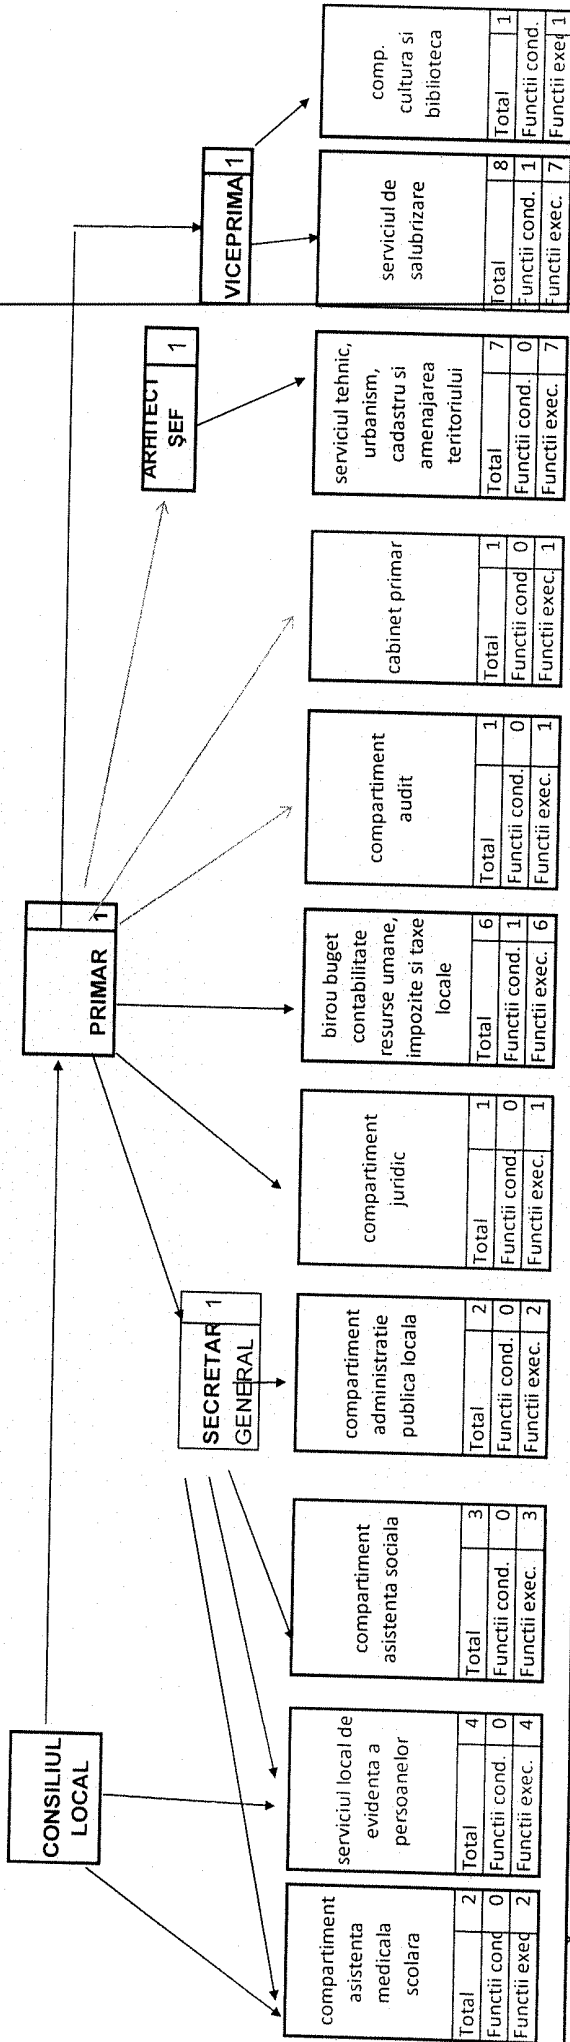 CONSILIUL
LOCAL
PRIMAR 1
SECRETAR 1
GENERAL
ARHITECT
ȘEF 1
VICEPRIMA 1
compartiment
asistenta
medicala
scolara
Total 2
Functii cond 0
Functii exec 2
serviciul local de
evidenta a
persoanelor
Total 4
Functii cond. 0
Functii exec. 4
compartiment
asistenta sociala
Total 3
Functii cond. 0
Functii exec. 3
compartiment
administratie
publica locala
Total 2
Functii cond. 0
Functii exec. 2
compartiment
juridic
Total 1
Functii cond. 0
Functii exec. 1
birou buget
contabilitate
resurse umane,
impozite si taxe
locale
Total 6
Functii cond. 1
Functii exec. 6
compartiment
audit
Total 1
Functii cond. 0
Functii exec. 1
cabinet primar
Total 1
Functii cond 0
Functii exec. 1
serviciul tehnic,
urbanism,
cadastru si
amenajarea
teritoriului
Total 7
Functii cond. 0
Functii exec. 7
serviciul de
salubrizare
Total 8
Functii cond. 1
Functii exec. 7
comp.
cultura si
biblioteca
Total 1
Functii cond.
Functii exec 1